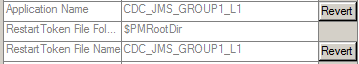 Application Name CDC_JMS_GROUP1_L1 Revert
RestartToken File Fol... $PMRootDir
RestartToken File Name CDC_JMS_GROUP1_L1 Revert